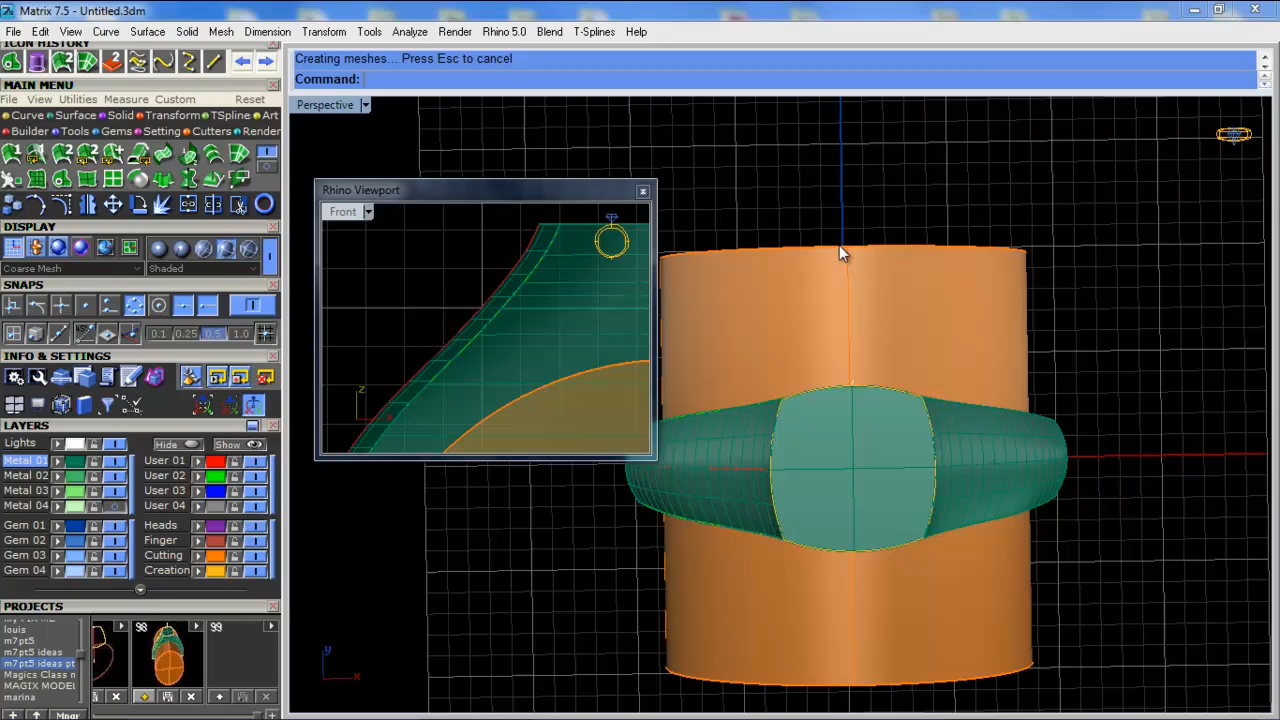 Matrix 7.5 - Untitled.3dm
File Edit View Curve Surface Solid Mesh Dimension Transform Tools Analyze Render Rhino 5.0 Blend T-Splines Help
ICON HISTORY
Creating meshes... Press Esc to cancel
Command:
MAIN MENU
File View Utilities Measure Custom Reset
Curve Surface Solid Transform TSpline Art
Builder Tools Gems Setting Cutters Render
Perspective
Rhino Viewport
Front
z
DISPLAY
Coarse Mesh Shaded
SNAPS
0.1 0.25 0.5 1.0
INFO & SETTINGS
LAYERS
Lights Hide Show
Metal 01 User 01
Metal 02 User 02
Metal 03 User 03
Metal 04 User 04
Gem 01 Heads
Gem 02 Finger
Gem 03 Cutting
Gem 04 Creation
PROJECTS
louis
m7pt5
m7pt5 ideas
m7pt5 ideas pt
Magics Class n
MAGIX MODEL
marina
98 99
Mngr
y
x